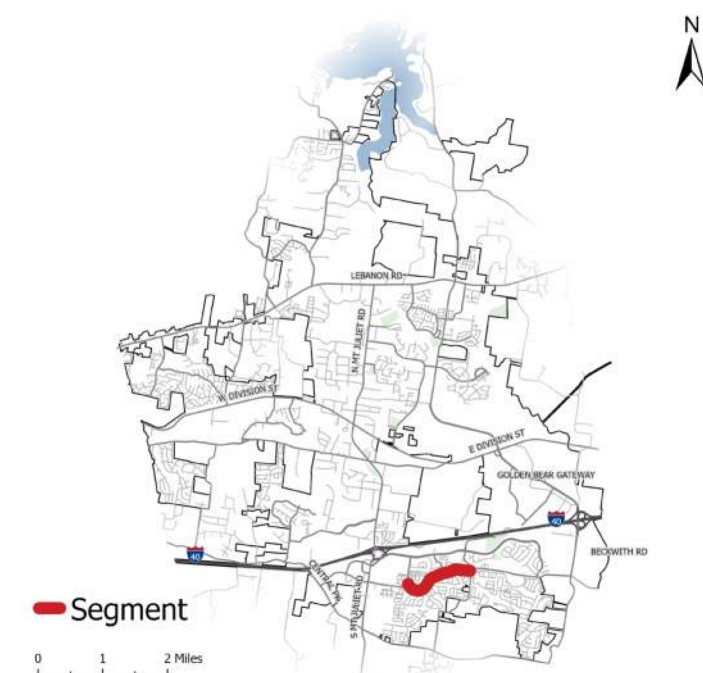 N
LEBANON RD
N MT JULIET RD
W DIVISION ST
E DIVISION ST
GOLDEN BEAR GATEWAY
40
BECKWITH RD
40
CENTRAL PIK
S MT JULIET RD
Segment
0 1 2 Miles